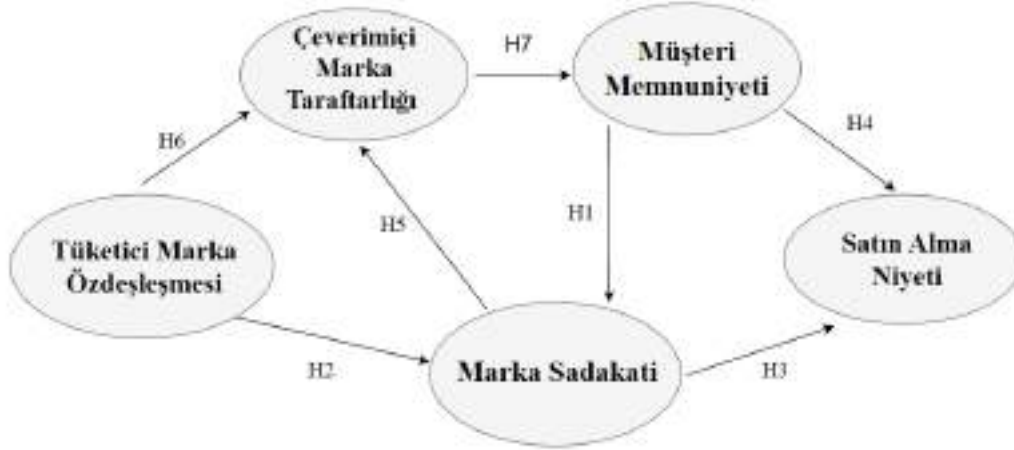 Çeverimiçi
Marka
Taraftarlığı
H7
Müşteri
Memnuniyeti
H6
H4
H5
H1
Tüketici Marka
Özdeşleşmesi
Satın Alma
Niyeti
H2
Marka Sadakati
H3